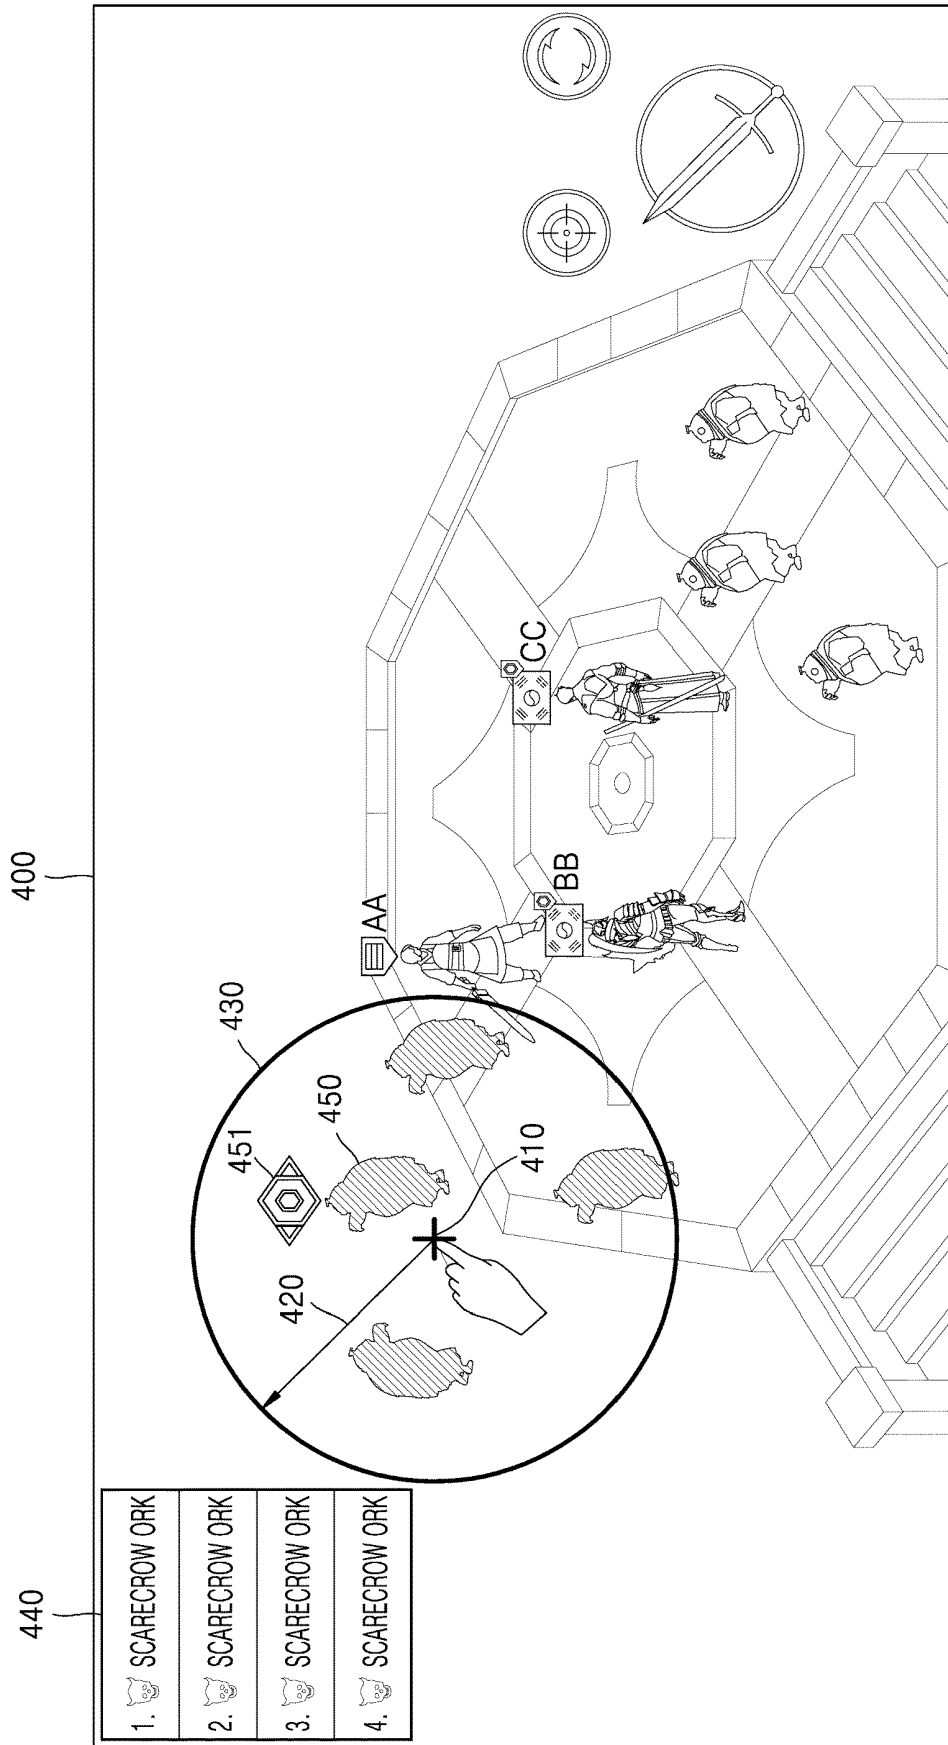 400
440
1. SCARECROW ORK
2. SCARECROW ORK
3. SCARECROW ORK
4. SCARECROW ORK
420
451
450
430
410
AA
BB
CC